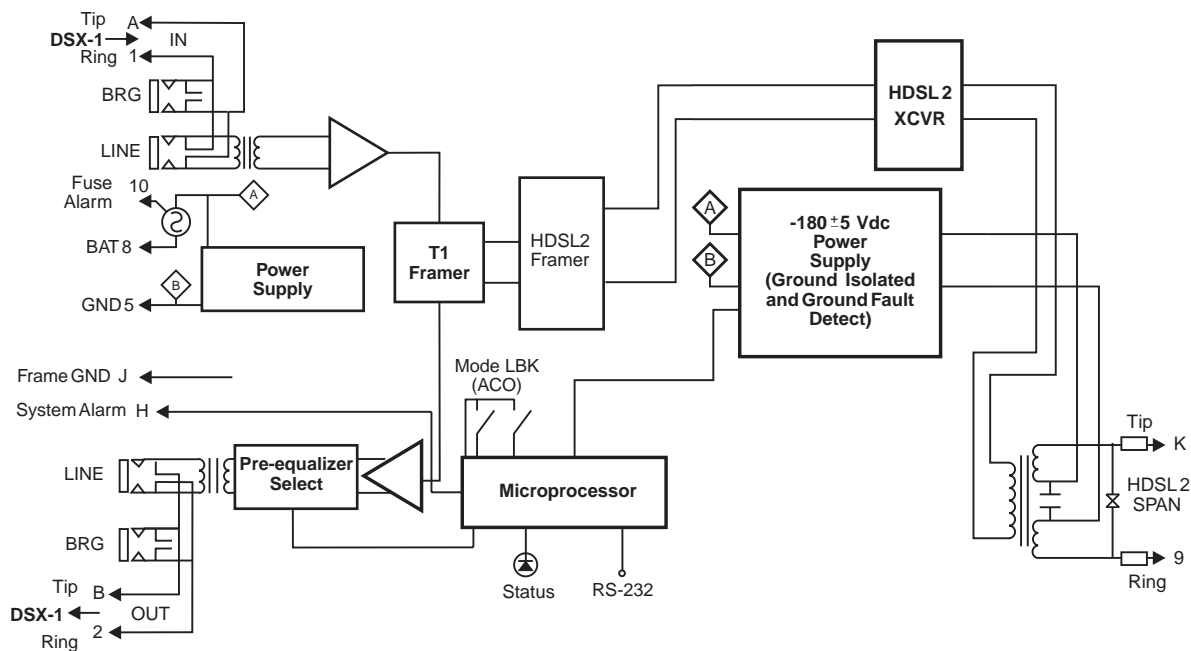 Tip A
DSX-1 IN
Ring 1
BRG
LINE
Fuse Alarm 10
A
BAT 8
Power Supply
B
GND 5
T1 Framer
HDSL2 Framer
HDSL 2 XCVR
A
B
-180 ±5 Vdc
Power
Supply
(Ground Isolated
and Ground Fault
Detect)
Frame GND J
System Alarm H
Mode LBK
(ACO)
LINE
Pre-equalizer
Select
Microprocessor
BRG
Status
RS-232
Tip B
DSX-1 OUT
Ring 2
Tip
K
HDSL 2
SPAN
9
Ring